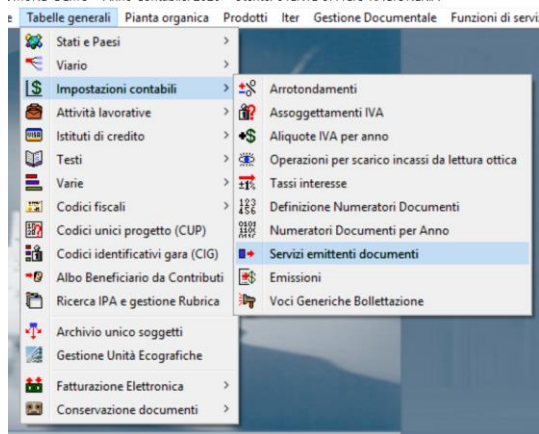 Tabelle generali Pianta organica Prodotti Iter Gestione Documentale Funzioni di
Stati e Paesi
Viario
Impostazioni contabili
Attività lavorative
Istituti di credito
Testi
Varie
Codici fiscali
Codici unici progetto (CUP)
Codici identificativi gara (CIG)
Albo Beneficiario da Contributi
Ricerca IPA e gestione Rubrica
Archivio unico soggetti
Gestione Unità Ecografiche
Fatturazione Elettronica
Conservazione documenti
Arrotondamenti
Assoggettamenti IVA
Aliquote IVA per anno
Operazioni per scarico incassi da lettura ottica
Tassi interesse
Definizione Numeratori Documenti
Numeratori Documenti per Anno
Servizi emittenti documenti
Emissioni
Voci Generiche Bollettazione